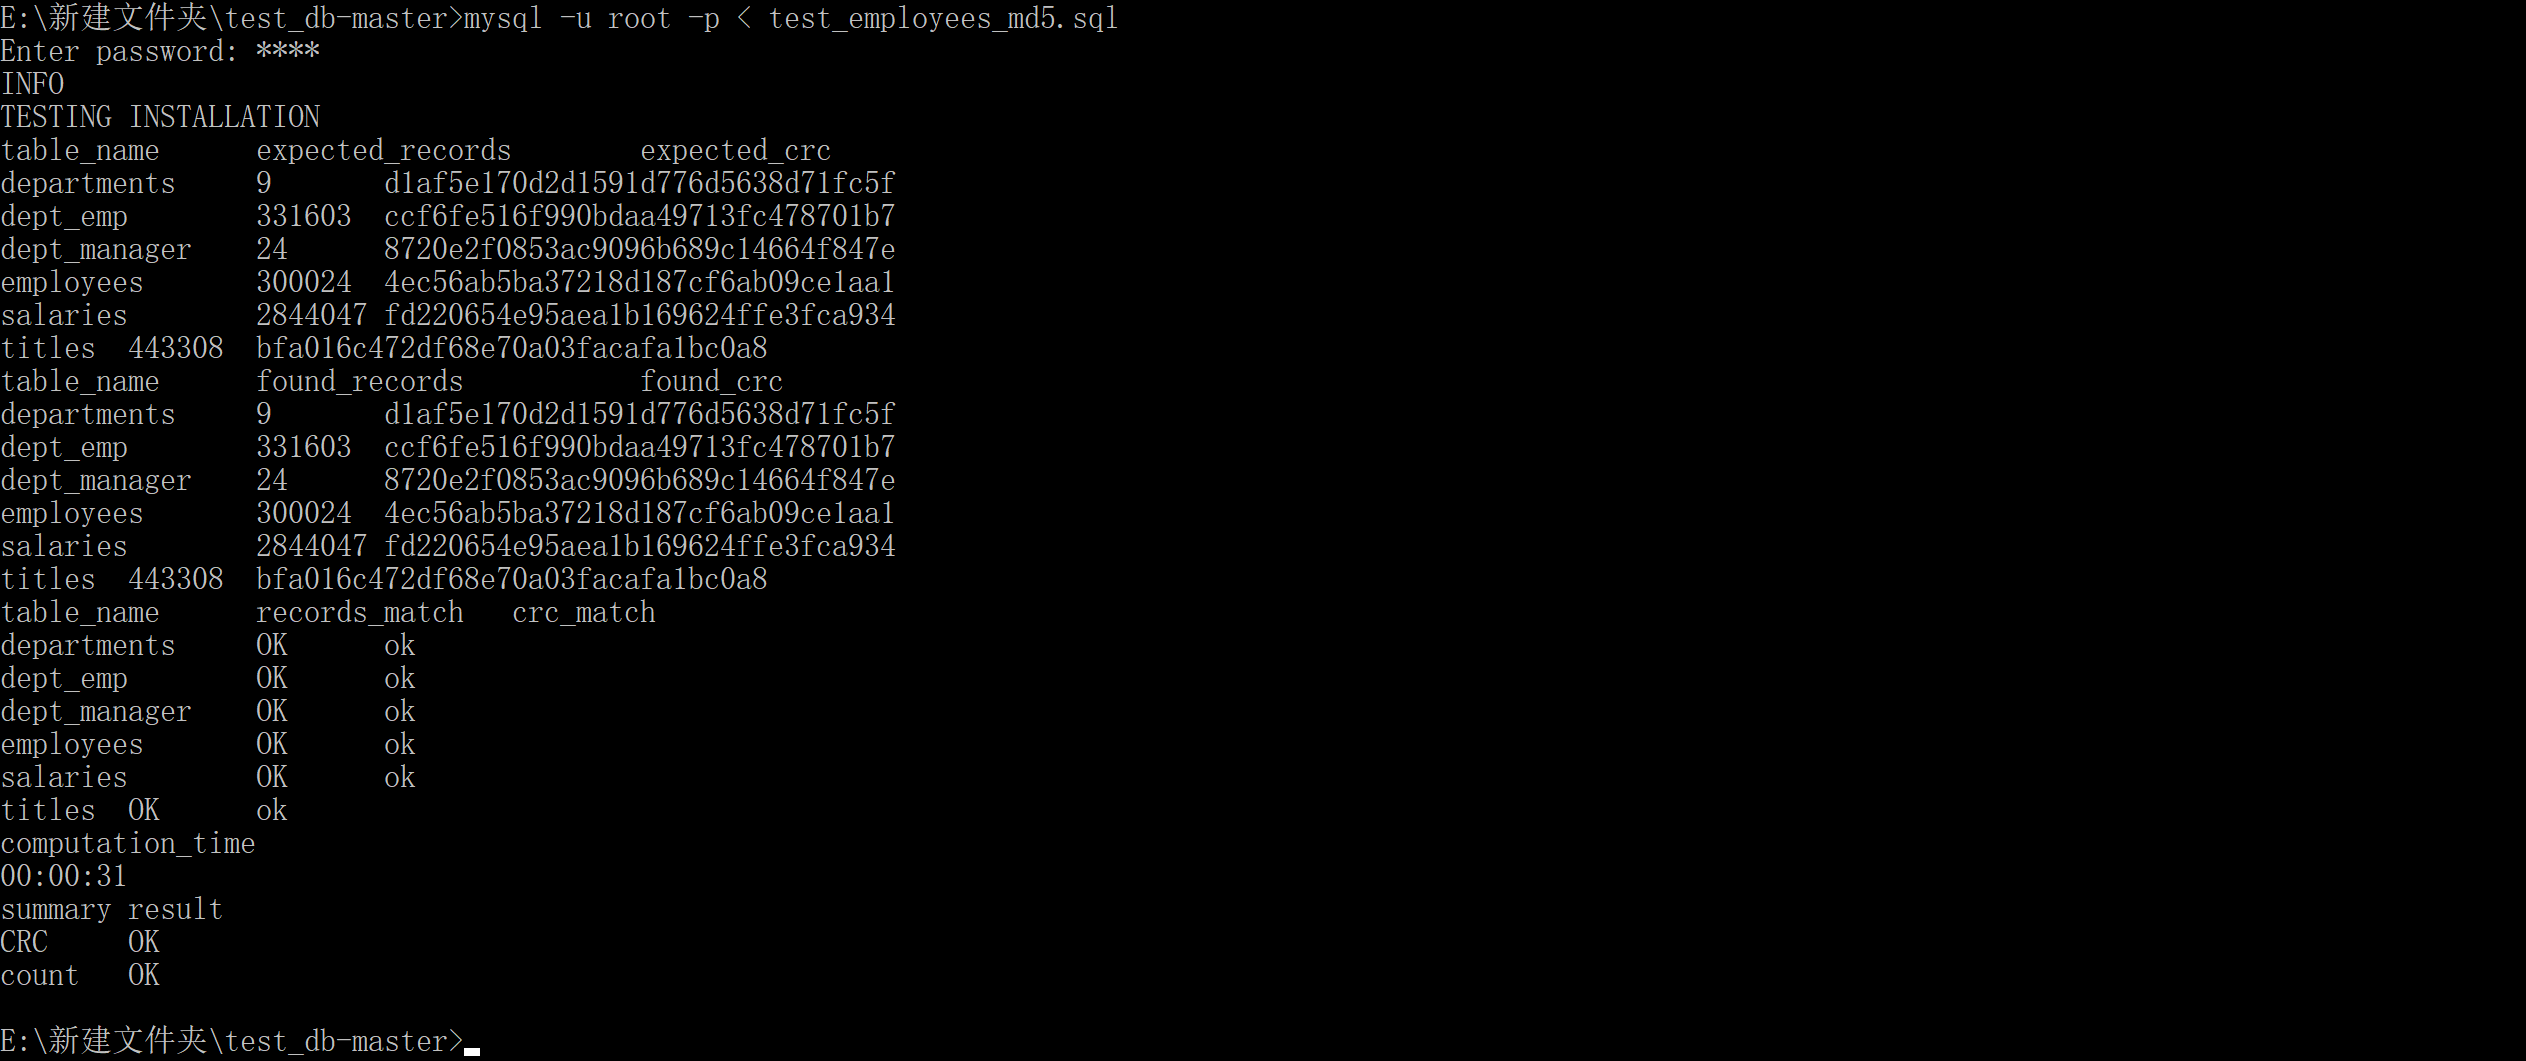 E:\新建文件夹\test_db-master>mysql -u root -p < test_employees_md5.sql
Enter password: ****
INFO
TESTING INSTALLATION
table_name      expected_records        expected_crc
departments     9       d1af5e170d2d1591d776d5638d71fc5f
dept_emp        331603  ccf6fe516f990bdaa49713fc478701b7
dept_manager    24      8720e2f0853ac9096b689c14664f847e
employees       300024  4ec56ab5ba37218d187cf6ab09ce1aa1
salaries        2844047 fd220654e95aea1b169624ffe3fca934
titles  443308  bfa016c472df68e70a03facafa1bc0a8
table_name      found_records           found_crc
departments     9       d1af5e170d2d1591d776d5638d71fc5f
dept_emp        331603  ccf6fe516f990bdaa49713fc478701b7
dept_manager    24      8720e2f0853ac9096b689c14664f847e
employees       300024  4ec56ab5ba37218d187cf6ab09ce1aa1
salaries        2844047 fd220654e95aea1b169624ffe3fca934
titles  443308  bfa016c472df68e70a03facafa1bc0a8
table_name      records_match   crc_match
departments     OK      ok
dept_emp        OK      ok
dept_manager    OK      ok
employees       OK      ok
salaries        OK      ok
titles  OK      ok
computation_time
00:00:31
summary result
CRC     OK
count   OK
E:\新建文件夹\test_db-master>